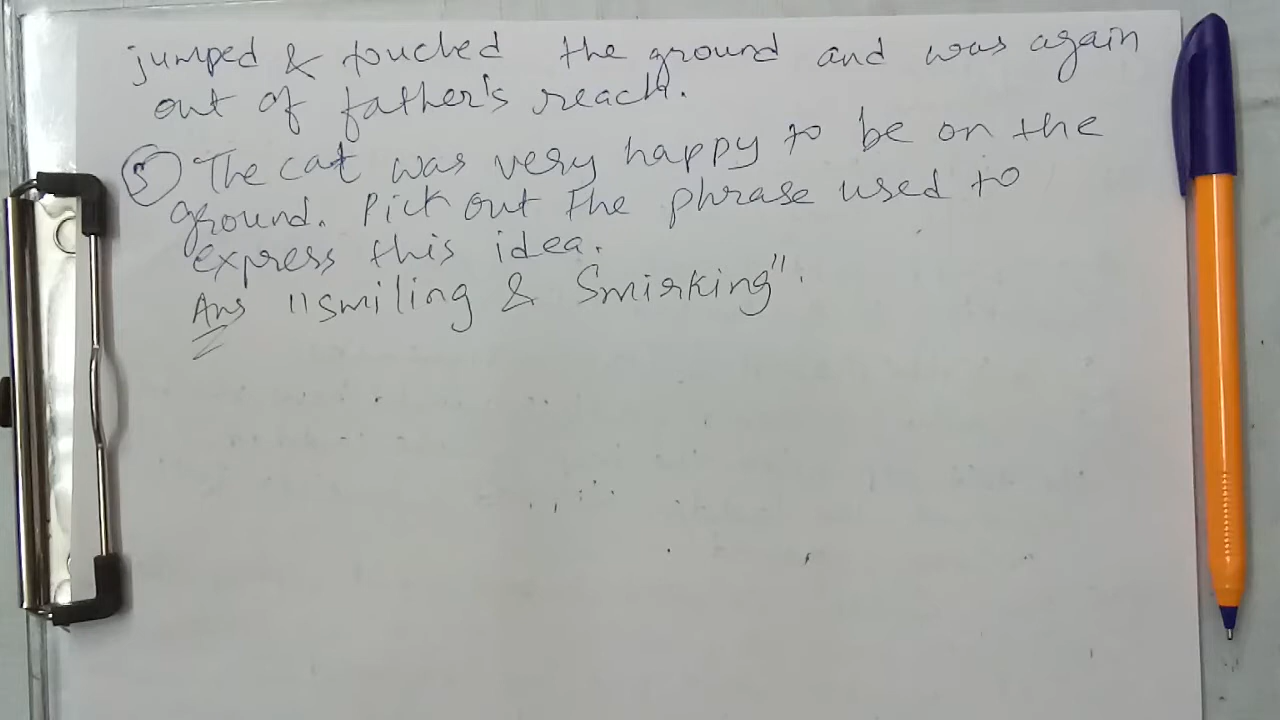 jumped & touched the ground and was again
out of father's reach.
⑤ The cat was very happy to be on the
ground. Pick out the phrase used to
express this idea.
Ans "Smiling & Smirking".